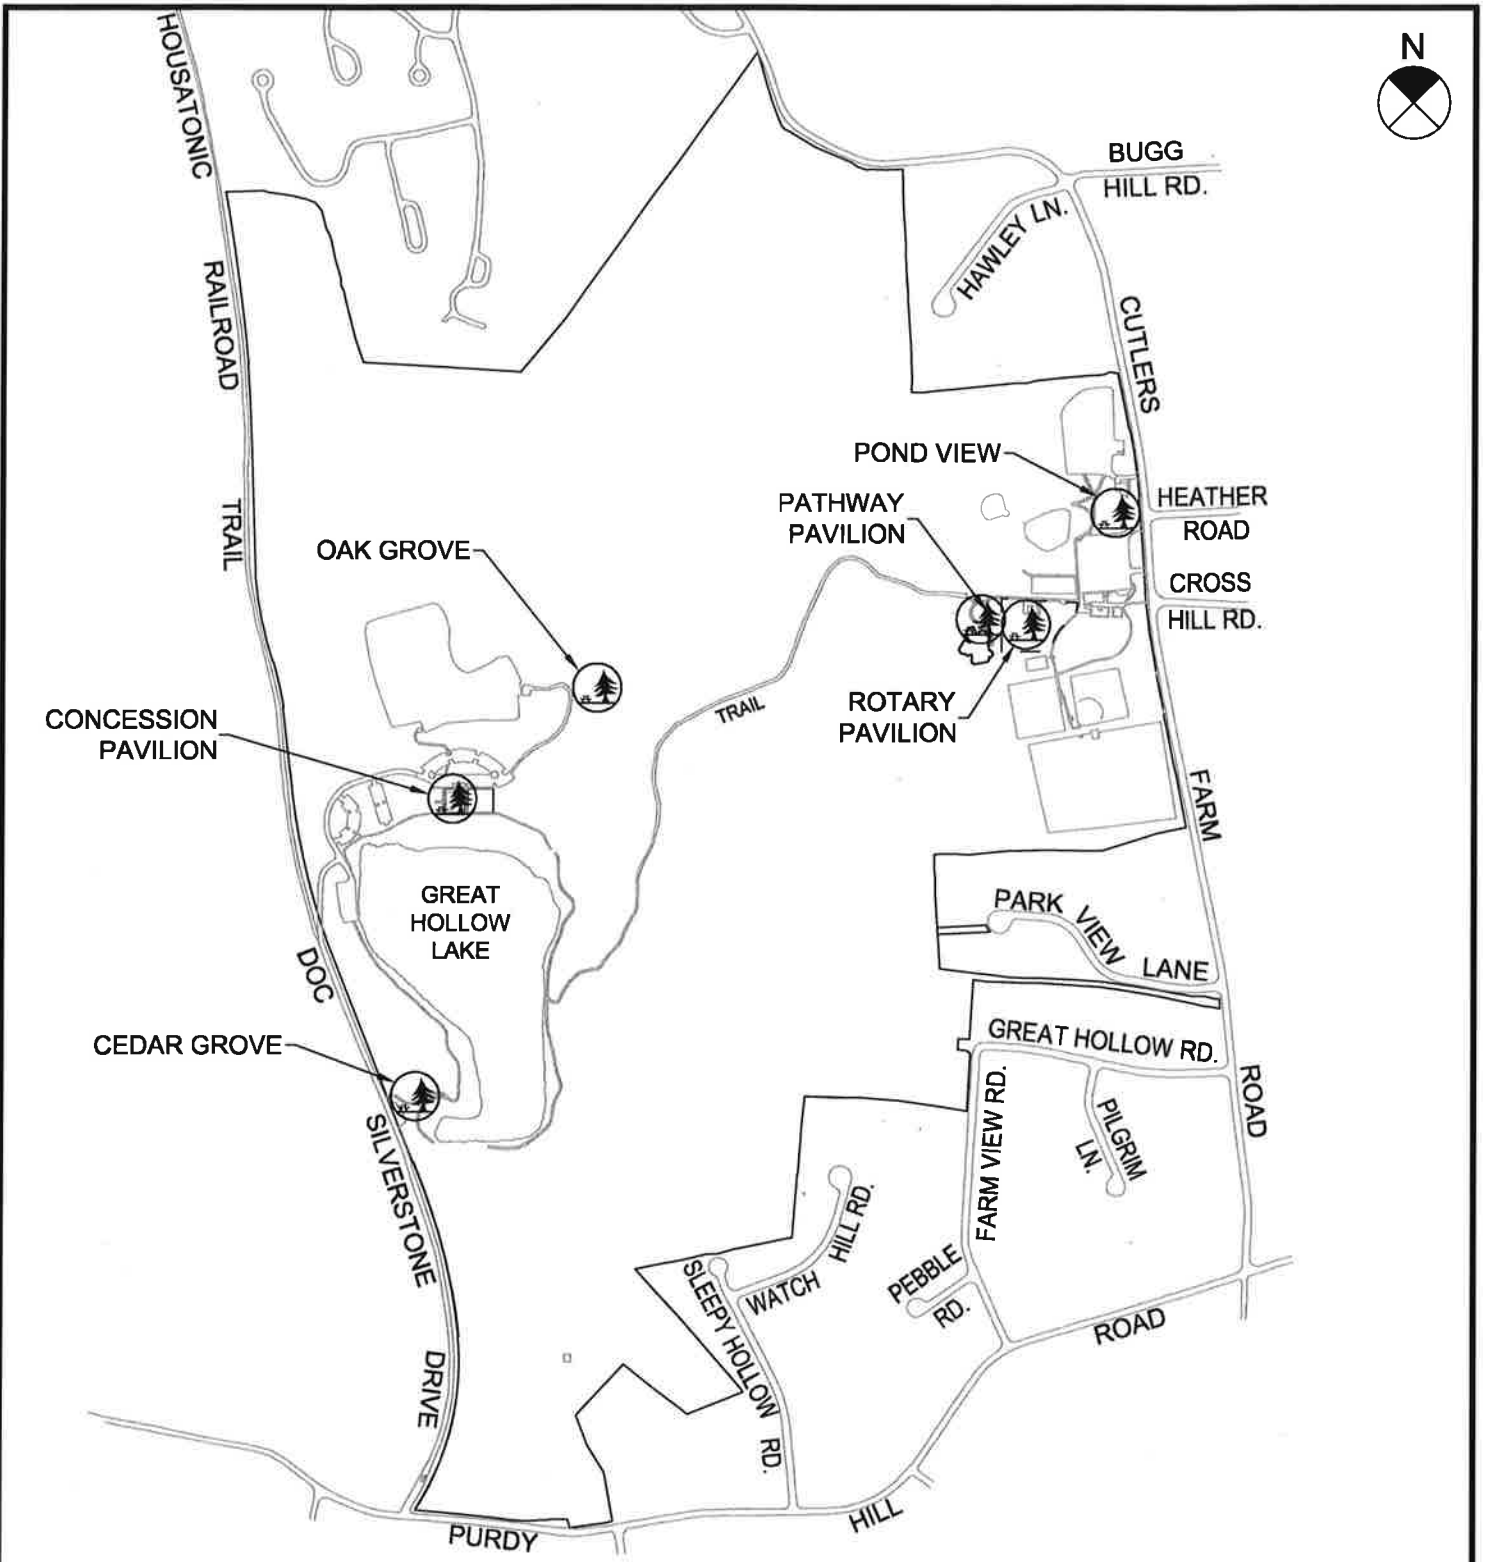 N
HOUSATONIC
RAILROAD
TRAIL
BUGG
HILL RD.
HAWLEY LN.
CUTLERS
POND VIEW
PATHWAY
PAVILION
HEATHER
ROAD
CROSS
HILL RD.
OAK GROVE
CONCESSION
PAVILION
TRAIL
ROTARY
PAVILION
FARM
GREAT
HOLLOW
LAKE
PARK VIEW LANE
DOC
CEDAR GROVE
GREAT HOLLOW RD.
ROAD
SILVERSTONE
FARM VIEW RD.
PILGRIM
LN.
WATCH HILL RD.
SLEEPY HOLLOW RD.
PEBBLE
RD.
DRIVE
PURDY HILL ROAD